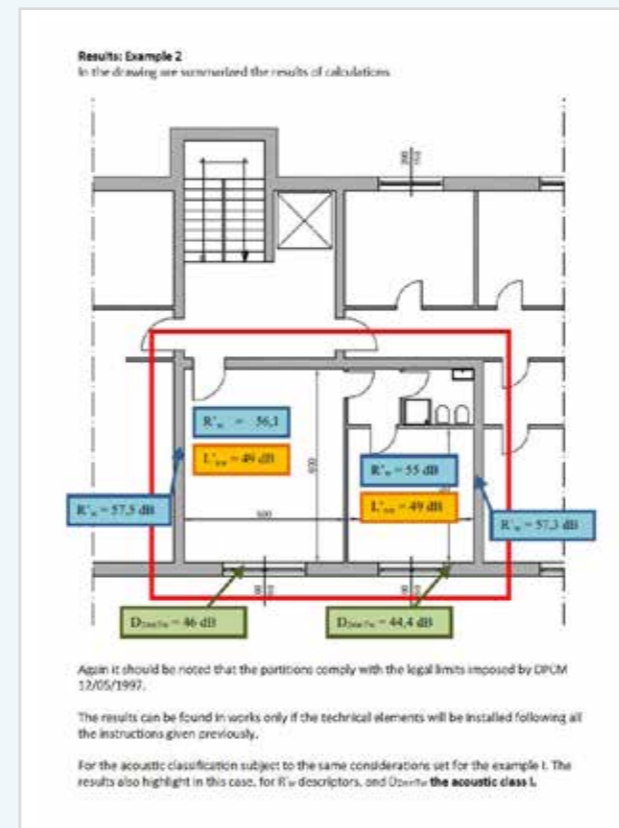 Results: Example 2
In the drawing are summarized the results of calculations
R'w = 56,1
L'nw = 49 dB
R'w = 55 dB
L'nw = 49 dB
R'w = 57,5 dB
R'w = 57,3 dB
600
500
D2mnTw = 46 dB
D2mnTw = 44,4 dB
Again it should be noted that the partitions comply with the legal limits imposed by DPCM
12/05/1997.
The results can be found in works only if the technical elements will be installed following all
the instructions given previously.
For the acoustic classification subject to the same considerations set for the example I. The
results also highlight in this case, for R'w descriptors, and D2mnTw the acoustic class I.